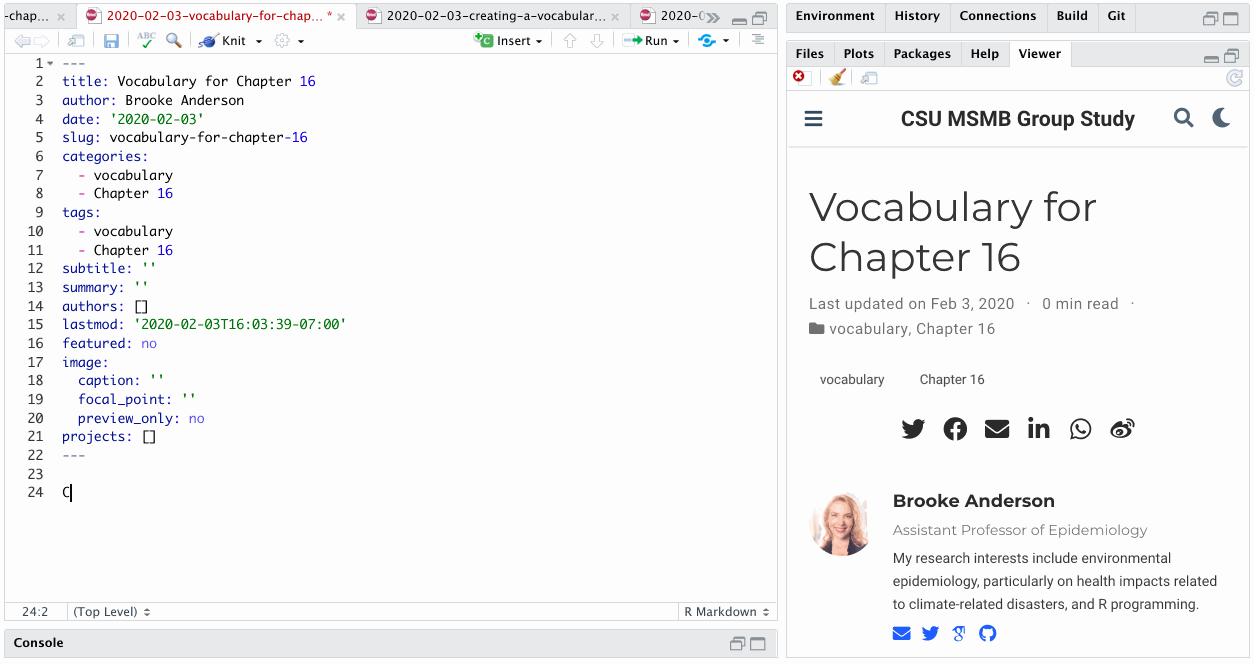 -chap...
2020-02-03-vocabulary-for-chap... *
2020-02-03-creating-a-vocabular...
2020-0
ABC
Knit
Insert
Run
1 ---
2 title: Vocabulary for Chapter 16
3 author: Brooke Anderson
4 date: '2020-02-03'
5 slug: vocabulary-for-chapter-16
6 categories:
7 - vocabulary
8 - Chapter 16
9 tags:
10 - vocabulary
11 - Chapter 16
12 subtitle: ''
13 summary: ''
14 authors: []
15 lastmod: '2020-02-03T16:03:39-07:00'
16 featured: no
17 image:
18 caption: ''
19 focal_point: ''
20 preview_only: no
21 projects: []
22 ---
23
24 C
24:2 (Top Level) R Markdown
Console
Environment History Connections Build Git
Files Plots Packages Help Viewer
CSU MSMB Group Study
Vocabulary for
Chapter 16
Last updated on Feb 3, 2020 · 0 min read ·
vocabulary, Chapter 16
vocabulary Chapter 16
Brooke Anderson
Assistant Professor of Epidemiology
My research interests include environmental
epidemiology, particularly on health impacts related
to climate-related disasters, and R programming.